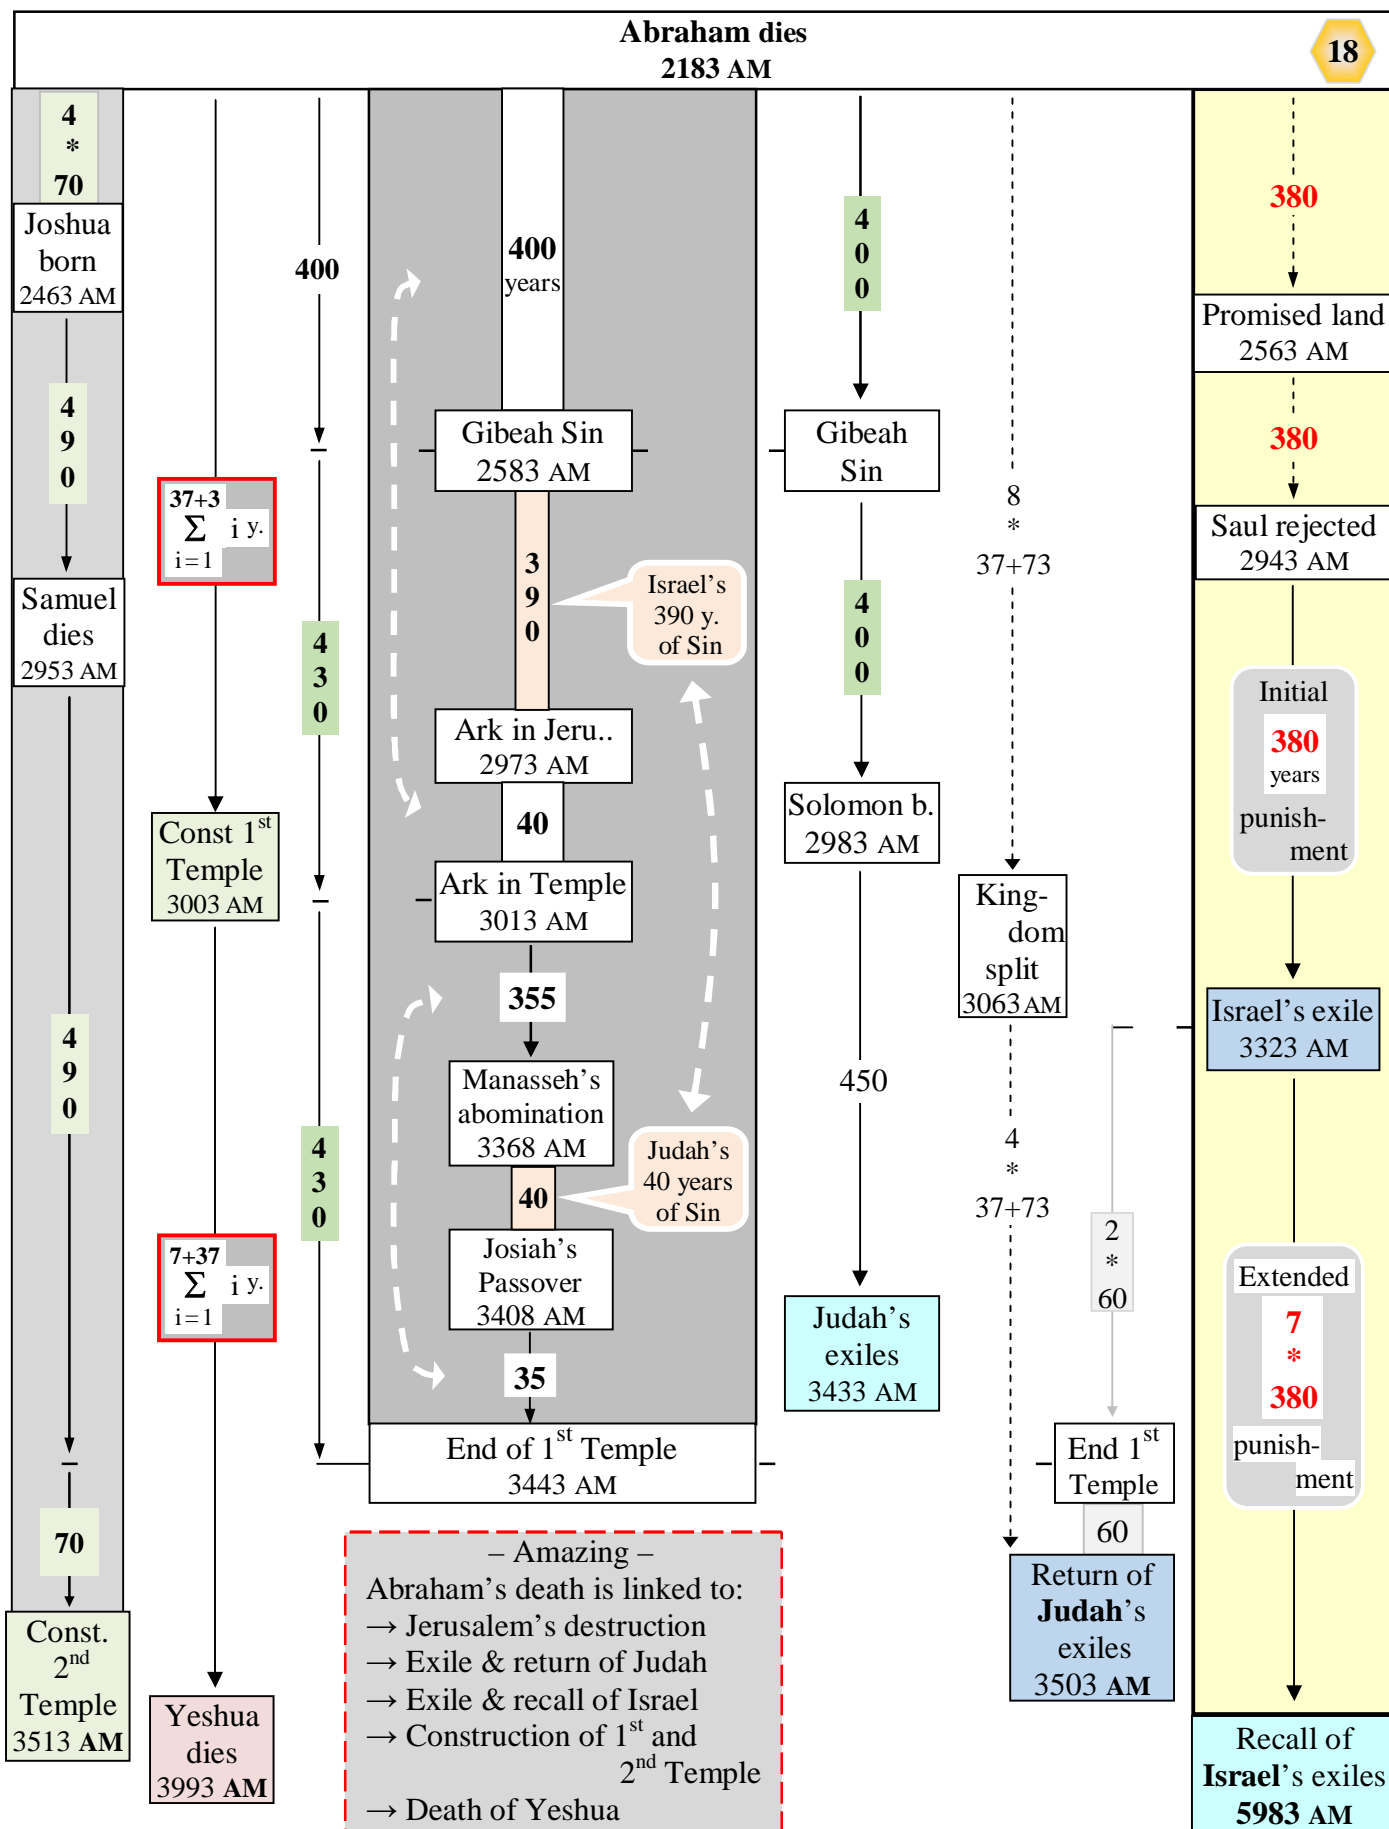 Abraham dies
2183 AM
18
4
*
70
Joshua
born
2463 AM
4
9
0
Samuel
dies
2953 AM
4
9
0
70
Const.
2nd
Temple
3513 AM
37+3
Σ i y.
i=1
Const 1st
Temple
3003 AM
7+37
Σ i y.
i=1
Yeshua
dies
3993 AM
400
4
3
0
4
3
0
400
years
Gibeah Sin
2583 AM
3
9
0
Israel’s
390 y.
of Sin
Ark in Jeru..
2973 AM
40
Ark in Temple
3013 AM
355
Manasseh’s
abomination
3368 AM
40
Judah’s
40 years
of Sin
Josiah’s
Passover
3408 AM
35
End of 1st Temple
3443 AM
– Amazing –
Abraham’s death is linked to:
→ Jerusalem’s destruction
→ Exile & return of Judah
→ Exile & recall of Israel
→ Construction of 1st and
2nd Temple
→ Death of Yeshua
4
0
0
Gibeah
Sin
4
0
0
Solomon b.
2983 AM
450
Judah’s
exiles
3433 AM
8
*
37+73
King-
dom
split
3063 AM
4
*
37+73
2
*
60
End 1st
Temple
60
Return of
Judah’s
exiles
3503 AM
380
Promised land
2563 AM
380
Saul rejected
2943 AM
Initial
380
years
punish-
ment
Israel’s exile
3323 AM
Extended
7
*
380
punish-
ment
Recall of
Israel’s exiles
5983 AM